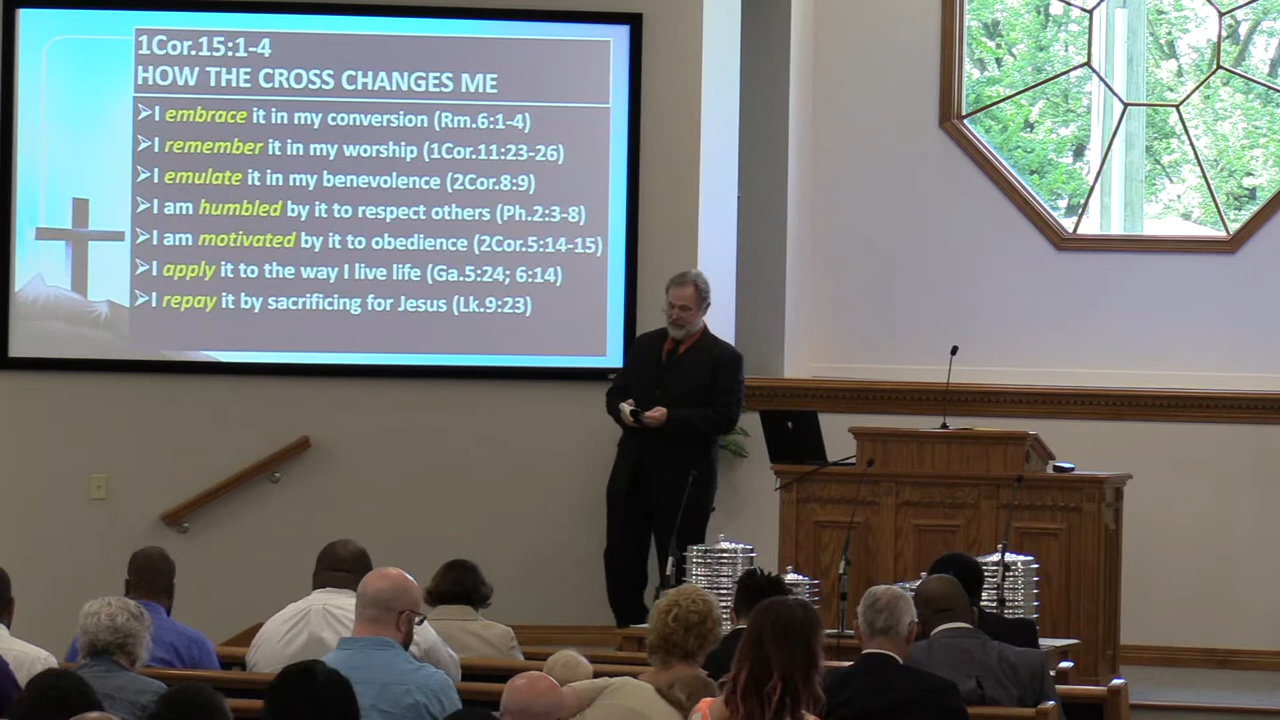 1Cor.15:1-4
HOW THE CROSS CHANGES ME
➢I embrace it in my conversion (Rm.6:1-4)
➢I remember it in my worship (1Cor.11:23-26)
➢I emulate it in my benevolence (2Cor.8:9)
➢I am humbled by it to respect others (Ph.2:3-8)
➢I am motivated by it to obedience (2Cor.5:14-15)
➢I apply it to the way I live life (Ga.5:24; 6:14)
➢I repay it by sacrificing for Jesus (Lk.9:23)